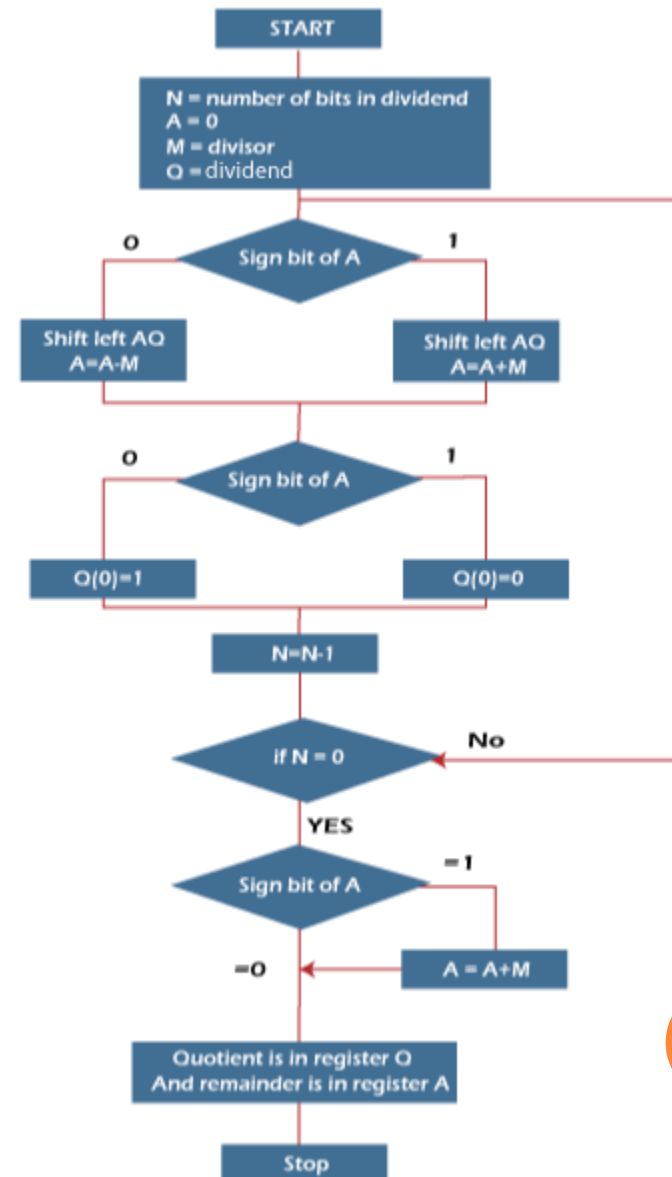 START
N = number of bits in dividend
A = 0
M = divisor
Q = dividend
Sign bit of A
0
1
Shift left AQ
A=A-M
Shift left AQ
A=A+M
Sign bit of A
0
1
Q(0)=1
Q(0)=0
N=N-1
if N = 0
No
YES
Sign bit of A
=1
=0
A = A+M
Quotient is in register Q
And remainder is in register A
Stop